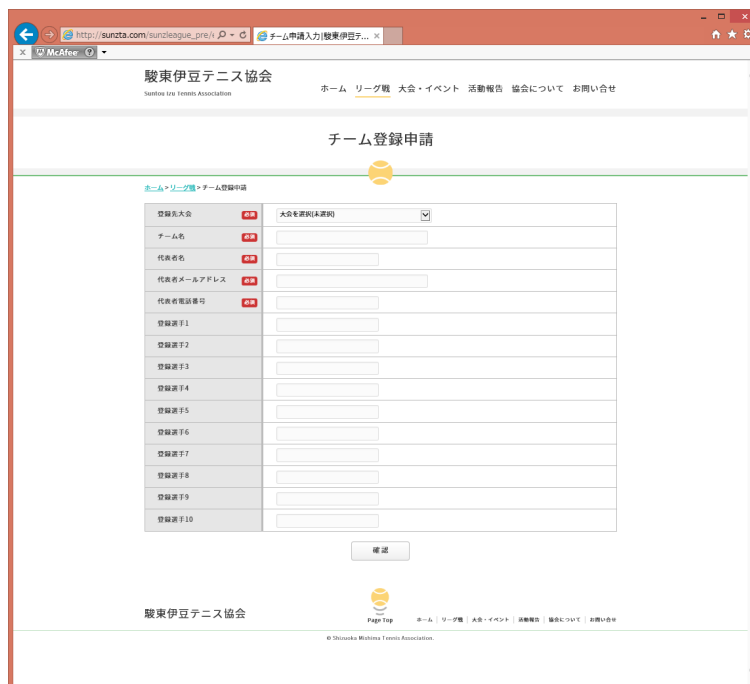 http://sunzta.com/sunzleague_pre/
チーム申請入力|駿東伊豆テ... ×
x McAfee
駿東伊豆テニス協会
Suntou Izu Tennis Association
ホーム リーグ戦 大会・イベント 活動報告 協会について お問い合せ
チーム登録申請
ホーム > リーグ戦 > チーム登録申請
登録先大会 必須 大会を選択(未選択)
チーム名 必須
代表者名 必須
代表者メールアドレス 必須
代表者電話番号 必須
登録選手1
登録選手2
登録選手3
登録選手4
登録選手5
登録選手6
登録選手7
登録選手8
登録選手9
登録選手10
確認
駿東伊豆テニス協会
Page Top
ホーム | リーグ戦 | 大会・イベント | 活動報告 | 協会について | お問い合せ
© Shizuoka Mishima Tennis Association.